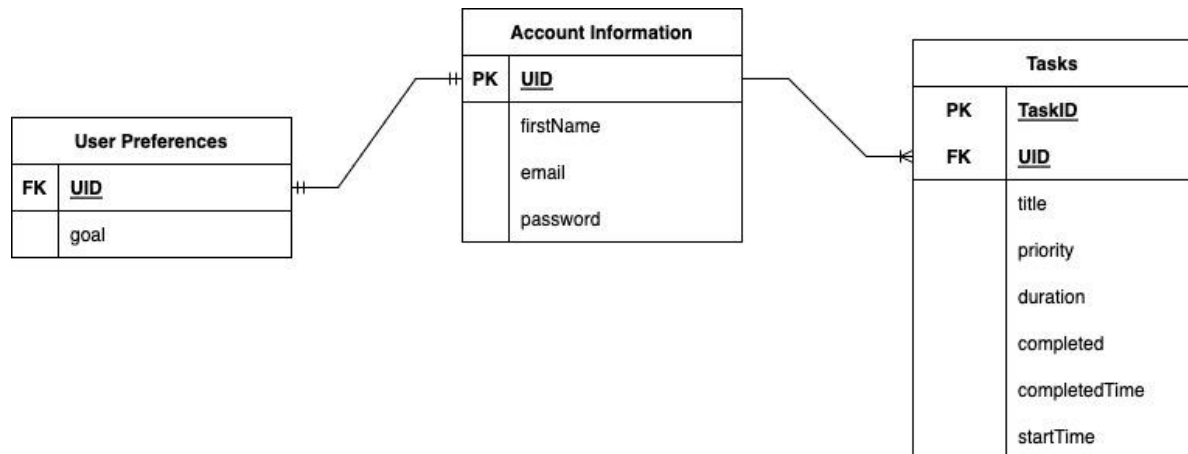 User Preferences
FK UID
goal
Account Information
PK UID
firstName
email
password
Tasks
PK TaskID
FK UID
title
priority
duration
completed
completedTime
startTime